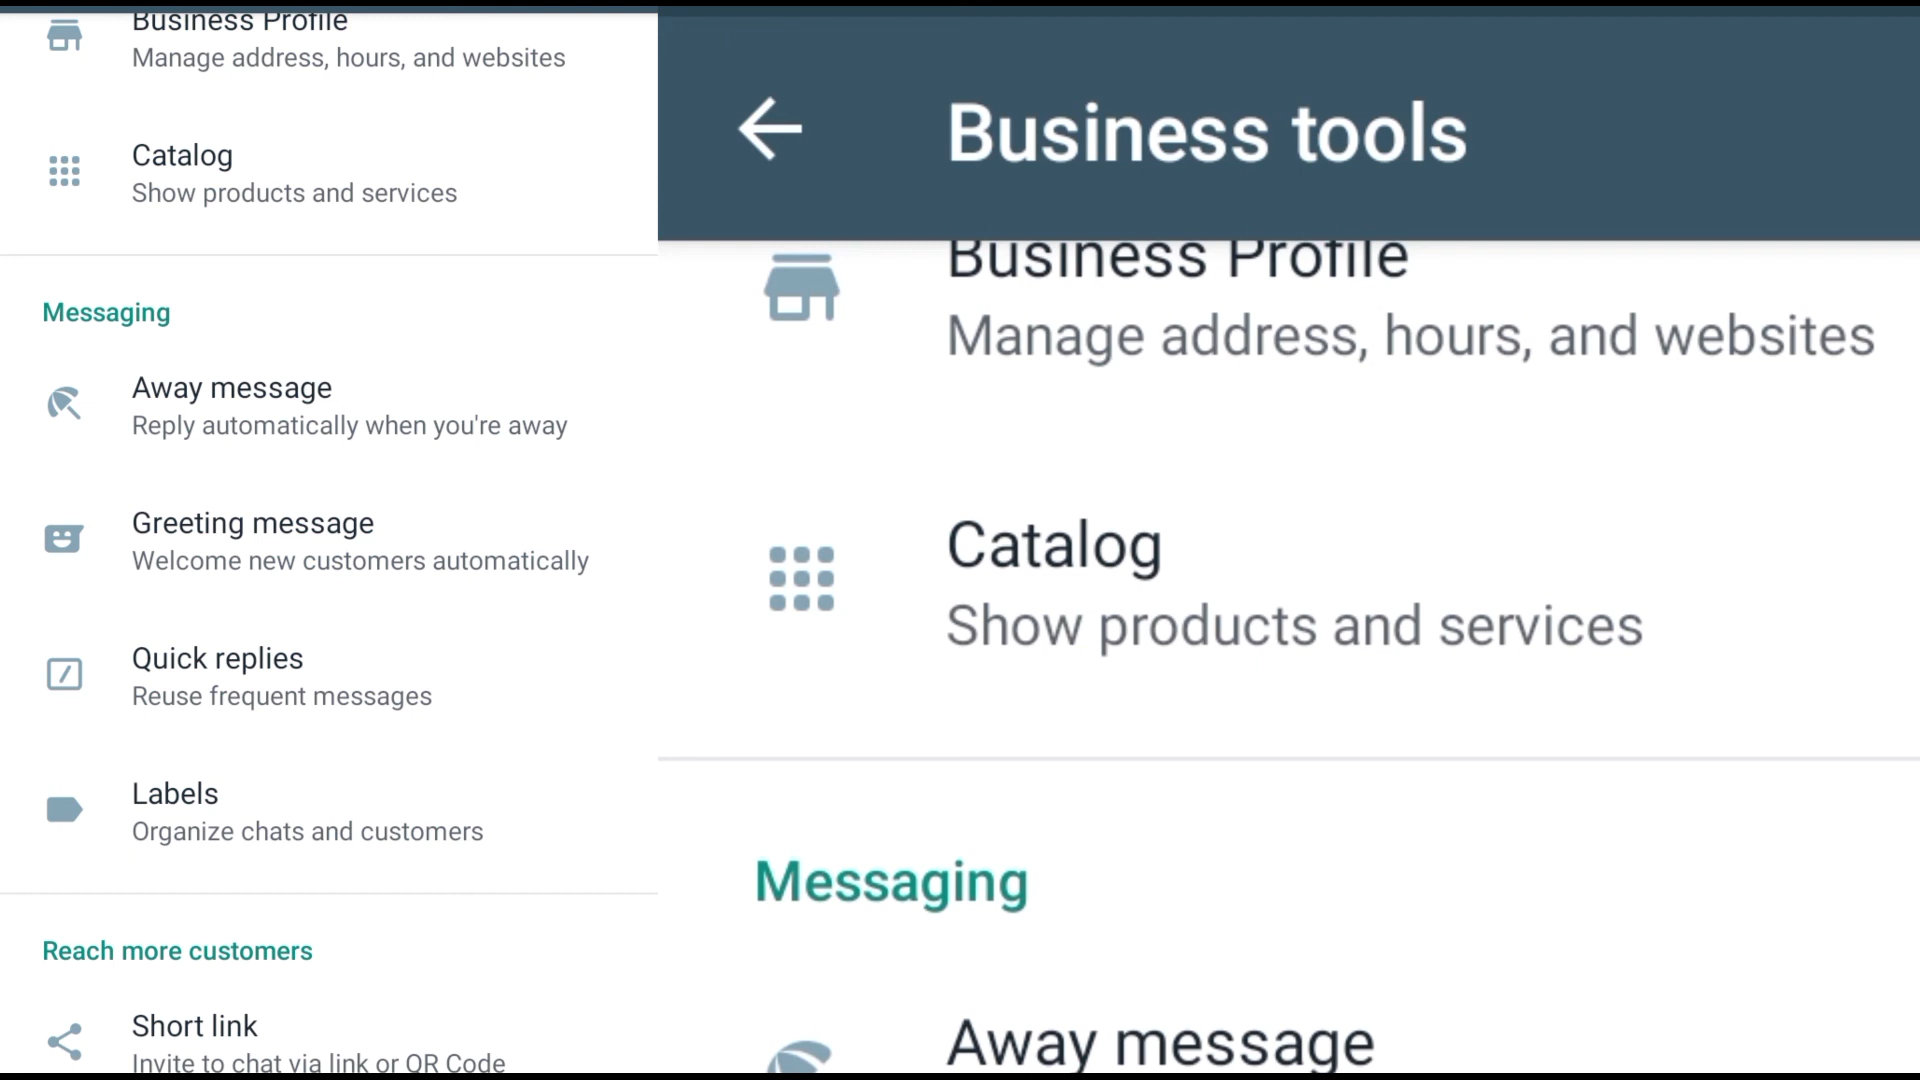 Business Profile
Manage address, hours, and websites
Catalog
Show products and services
Messaging
Away message
Reply automatically when you're away
Greeting message
Welcome new customers automatically
Quick replies
Reuse frequent messages
Labels
Organize chats and customers
Reach more customers
Short link
Invite to chat via link or QR Code
Business tools
Business Profile
Manage address, hours, and websites
Catalog
Show products and services
Messaging
Away message